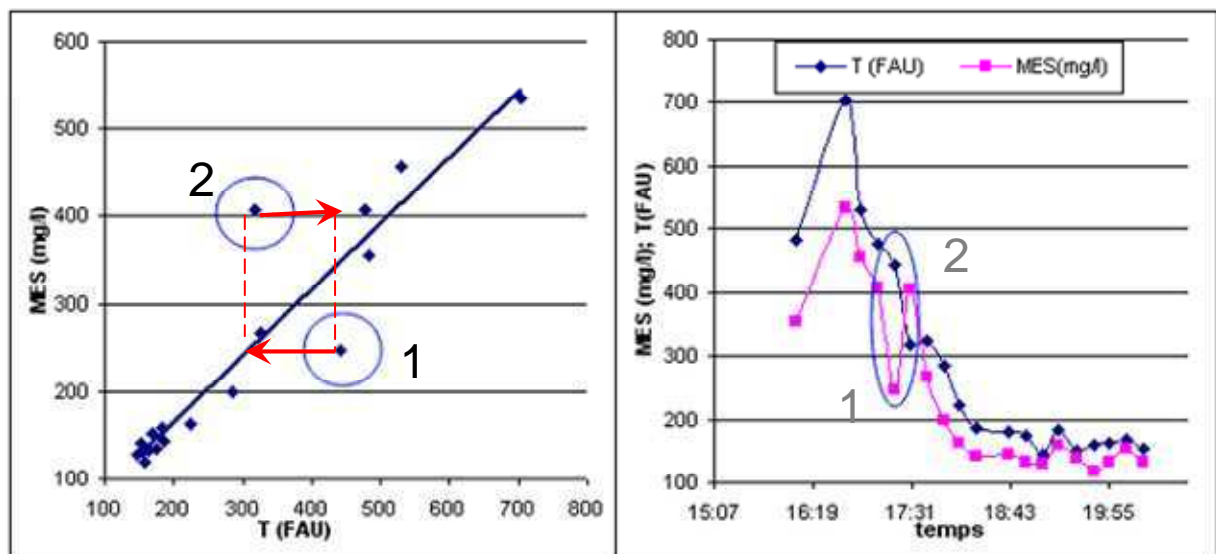 600
500
400
300
200
100
MES (mg/l)
2
1
100 200 300 400 500 600 700 800
T (FAU)
800
700
600
500
400
300
200
100
0
MES (mg/l); T(FAU)
T (FAU) MES(mg/l)
2
1
15:07 16:19 17:31 18:43 19:55
temps